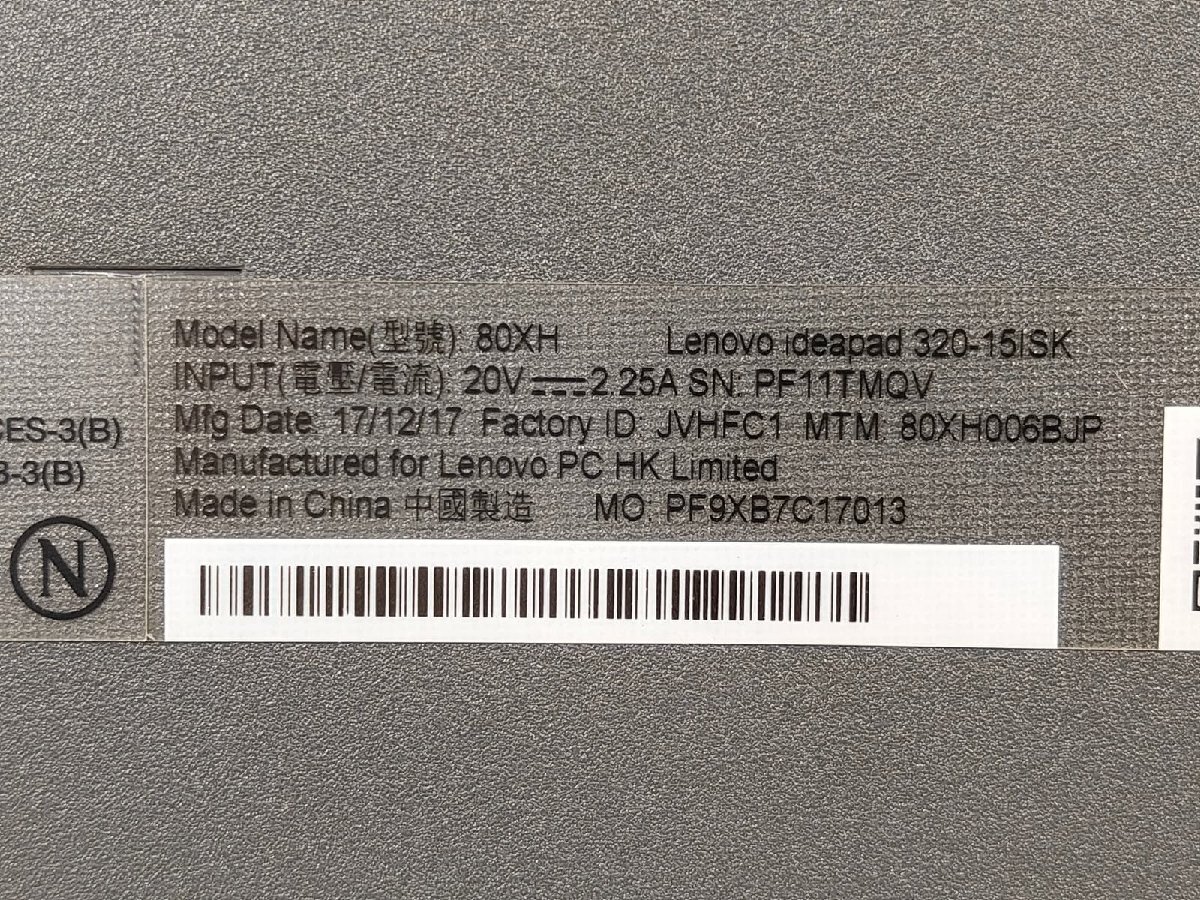 Model Name(型號): 80XH Lenovo ideapad 320-15ISK
INPUT(電壓/電流): 20V⎓2.25A SN: PF11TMQV
Mfg Date: 17/12/17 Factory ID: JVHFC1 MTM: 80XH006BJP
Manufactured for Lenovo PC HK Limited
Made in China 中國製造 MO: PF9XB7C17013
CES-3(B)
3-3(B)
N